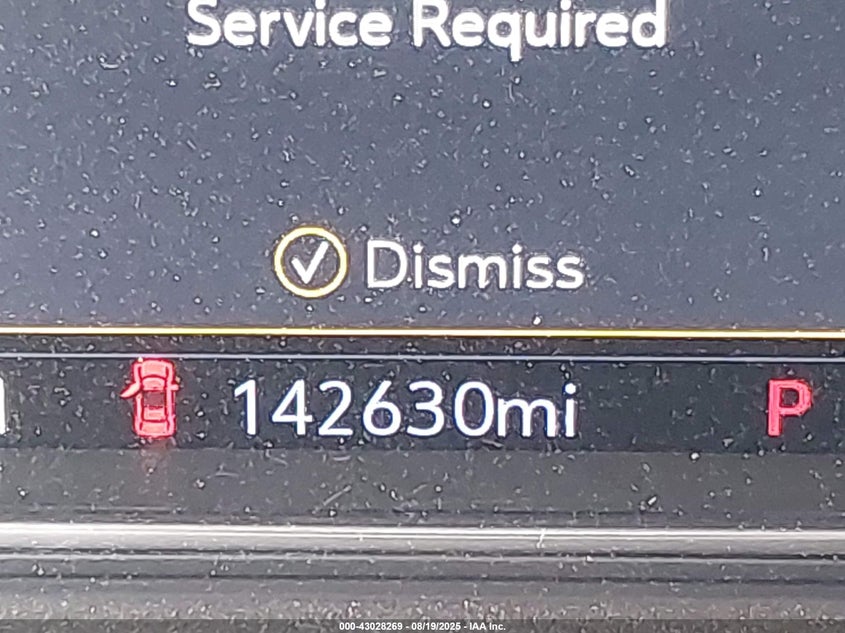 Service Required
Dismiss
142630mi
P
000-43028269 - 08/19/2025 - IAA Inc.